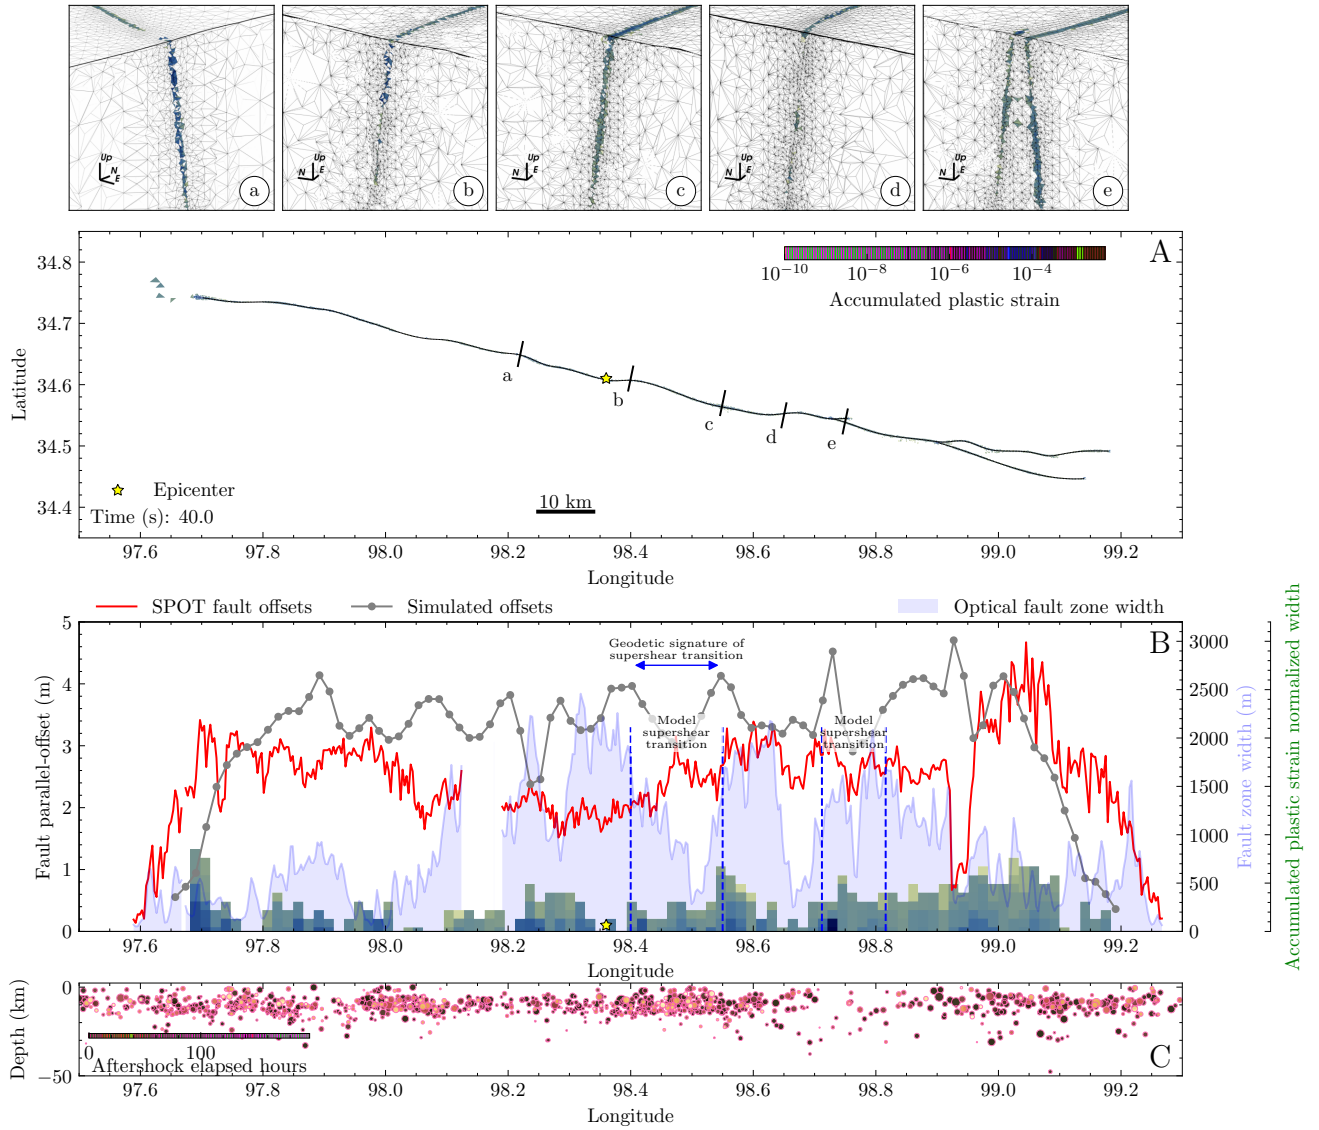 Up
N
E
a
Up
N
E
b
Up
N
E
c
Up
N
E
d
Up
N
E
e
A
34.8
34.7
34.6
34.5
34.4
Latitude
10⁻¹⁰ 10⁻⁸ 10⁻⁶ 10⁻⁴
Accumulated plastic strain
a
b
c
d
e
Epicenter
Time (s): 40.0
10 km
97.6 97.8 98.0 98.2 98.4 98.6 98.8 99.0 99.2
Longitude
SPOT fault offsets Simulated offsets Optical fault zone width
B
5
4
3
2
1
0
Fault parallel-offset (m)
Geodetic signature of
supershear transition
Model
supershear
transition
Model
supershear
transition
3000
2500
2000
1500
1000
500
0
Fault zone width (m)
Accumulated plastic strain normalized width
97.6 97.8 98.0 98.2 98.4 98.6 98.8 99.0 99.2
Longitude
0
−50
Depth (km)
0 100
Aftershock elapsed hours
C
97.6 97.8 98.0 98.2 98.4 98.6 98.8 99.0 99.2
Longitude